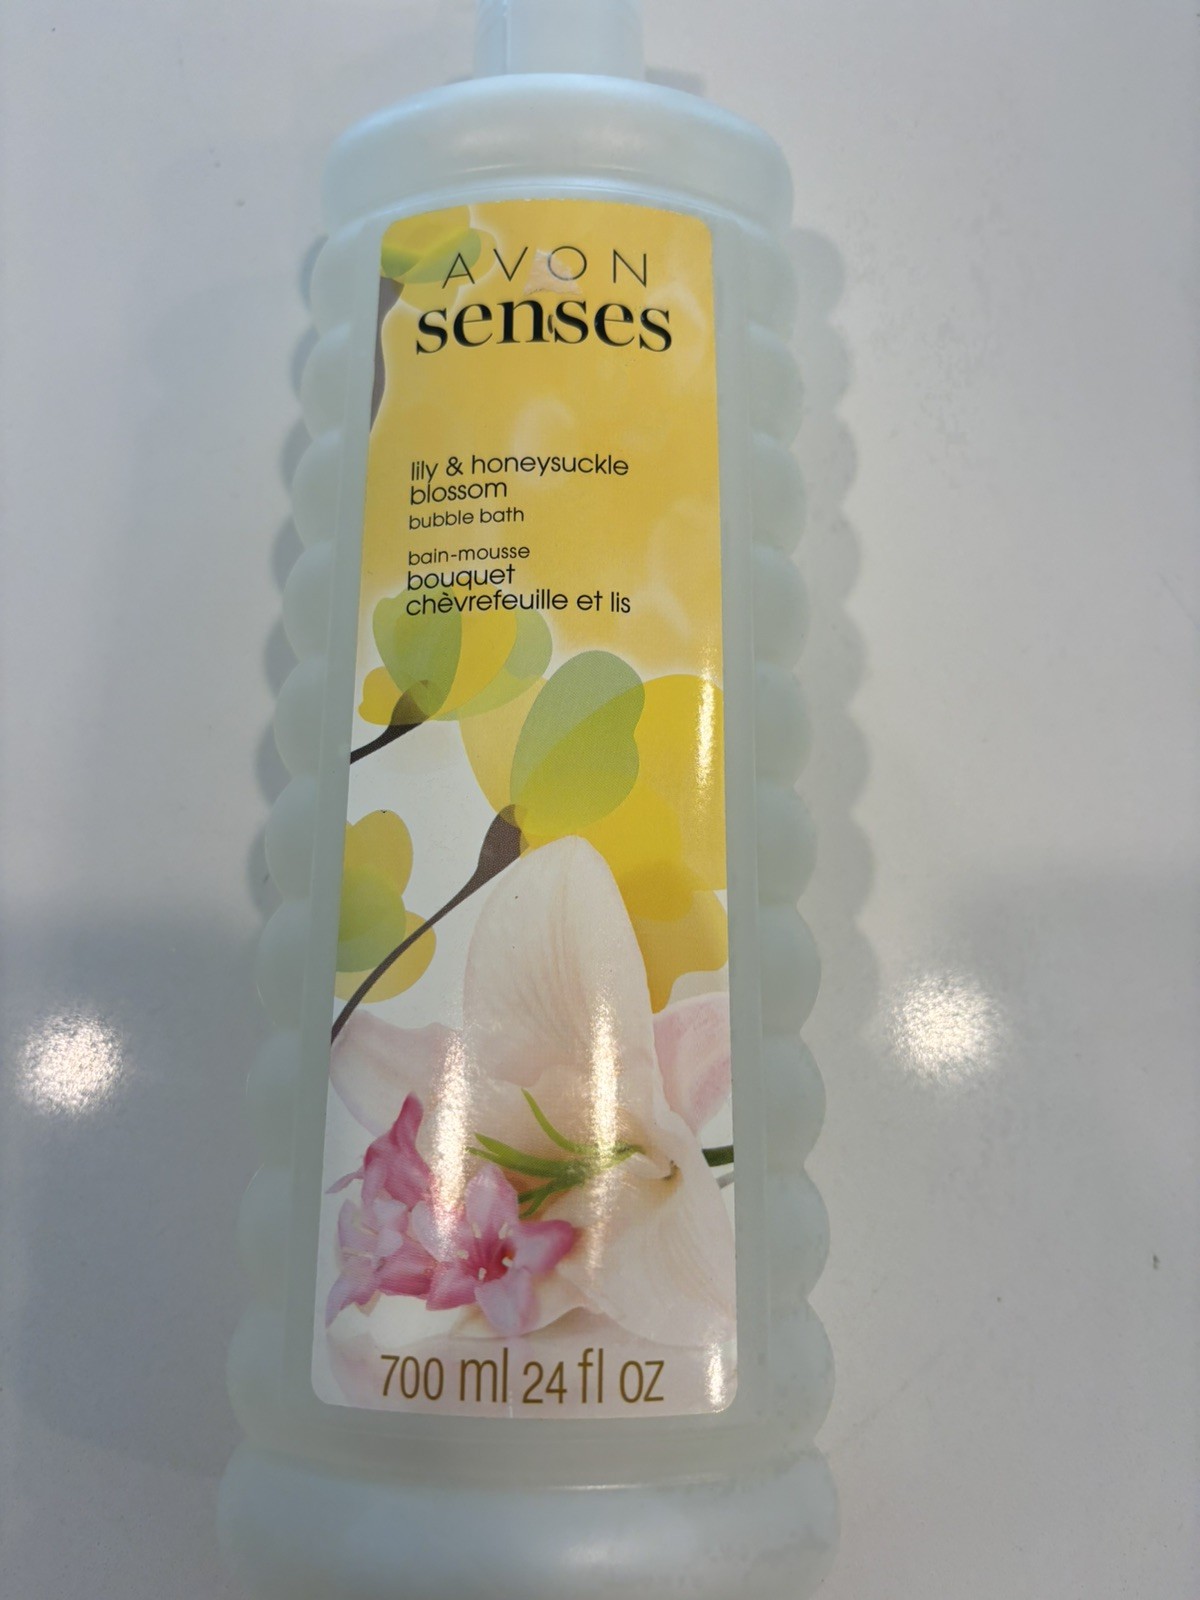 AVON
senses
lily & honeysuckle
blossom
bubble bath
bain-mousse
bouquet
chèvrefeuille et lis
700 ml 24 fl oz